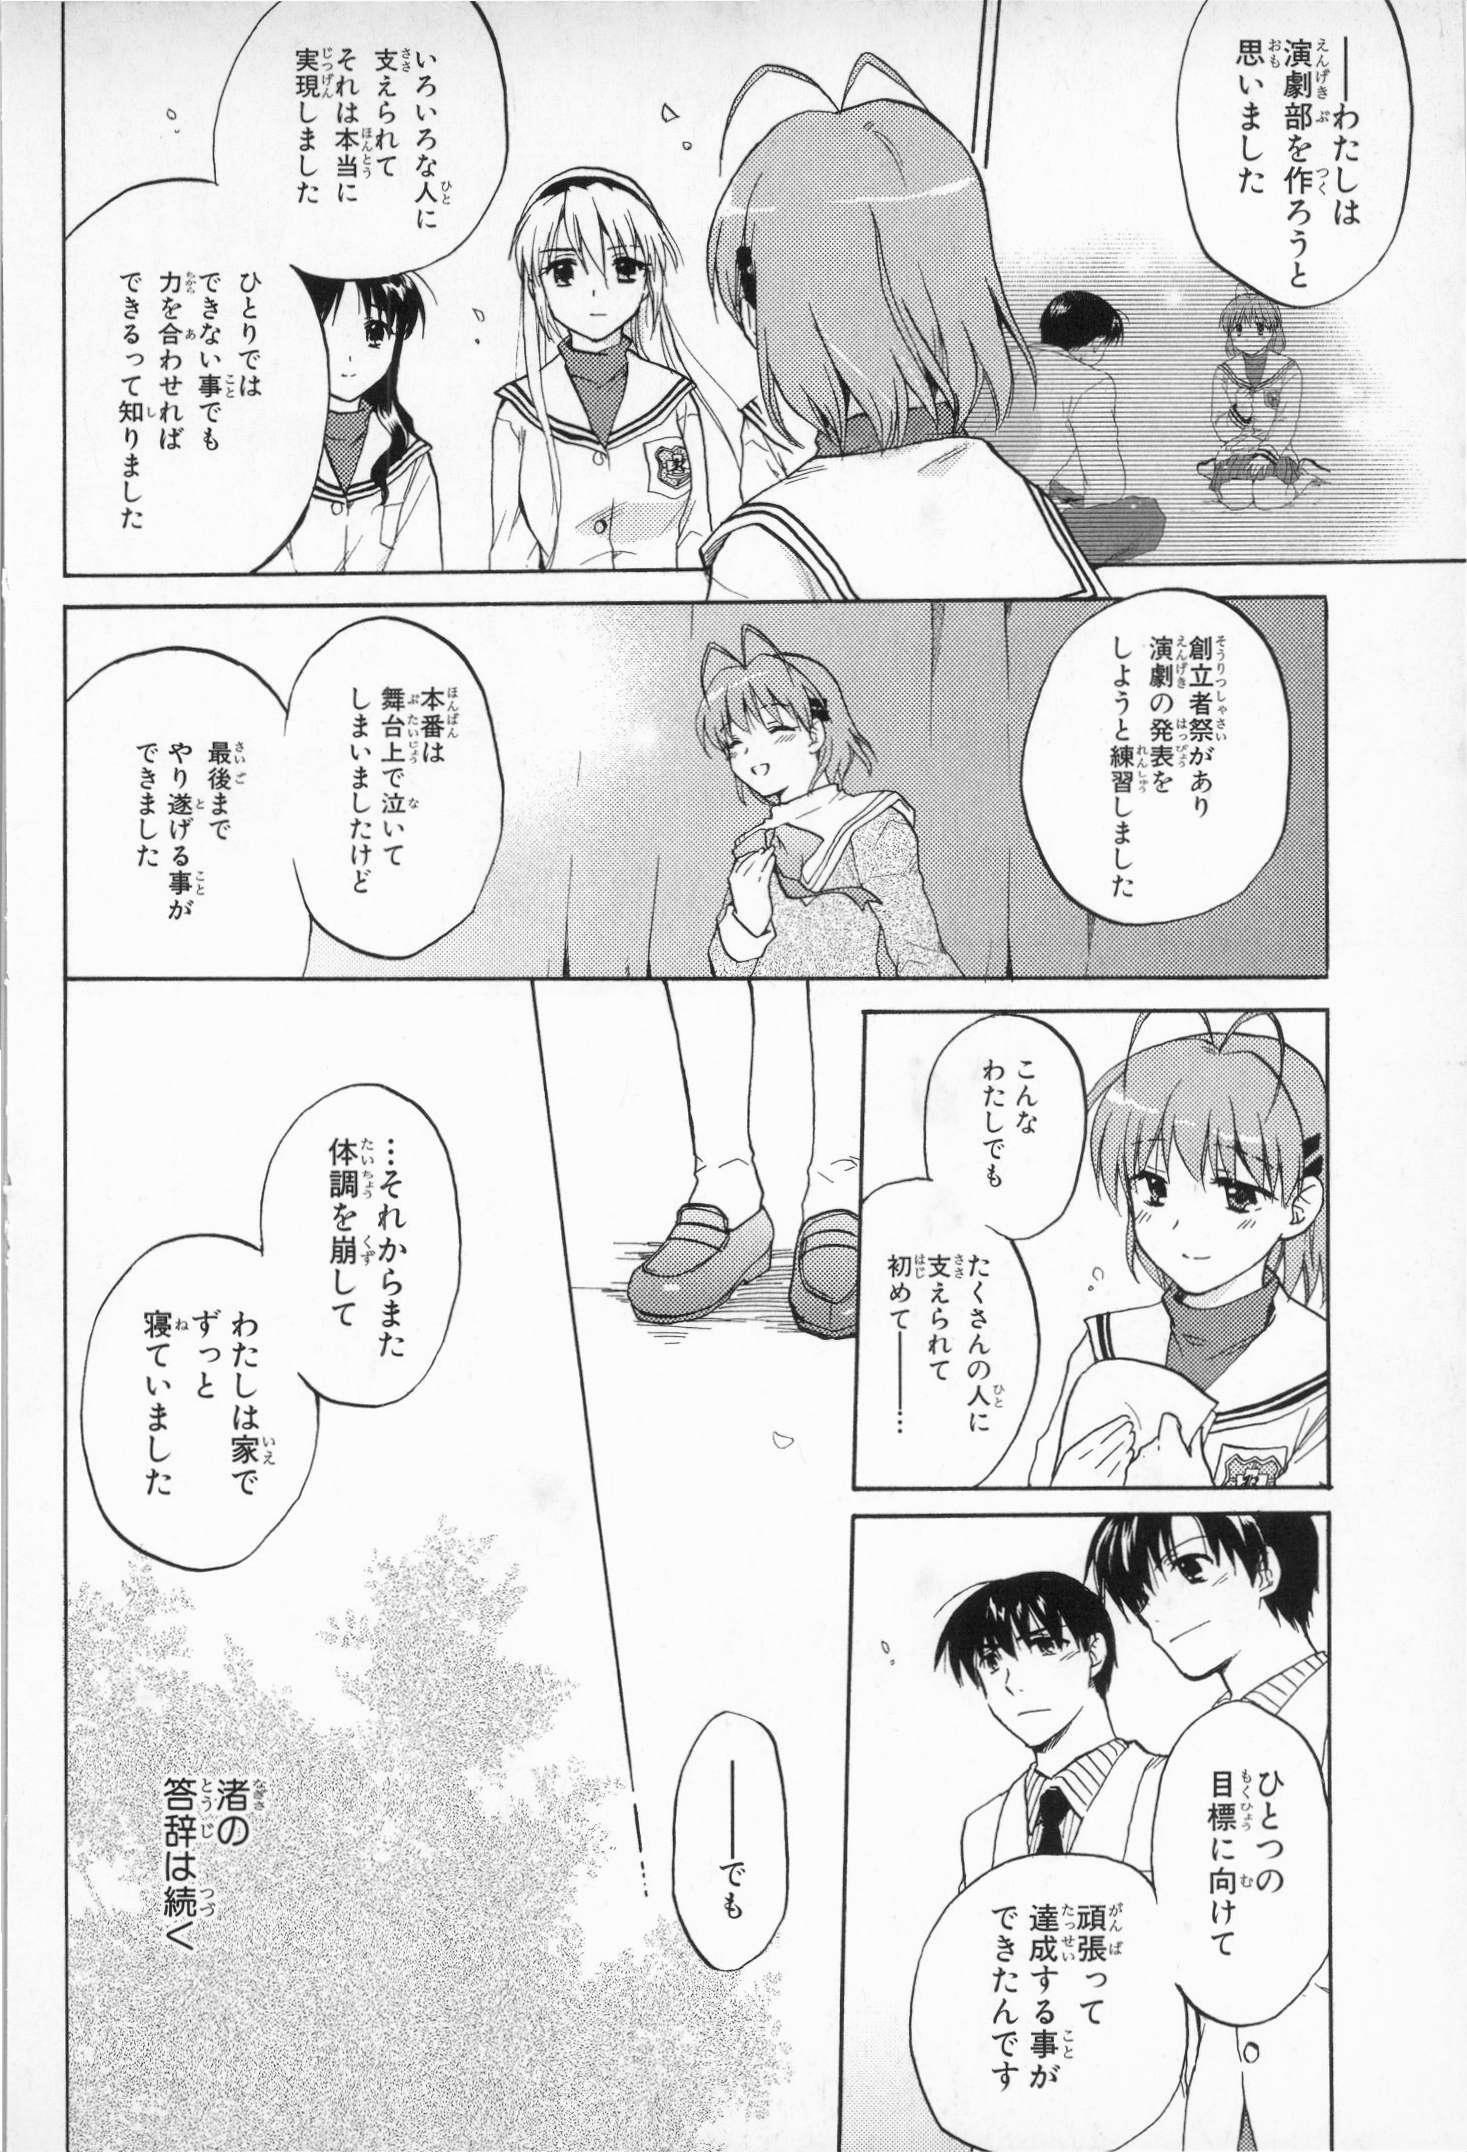 ――わたしは
演劇部を作ろうと
思いました
いろいろな人に
支えられて
それは本当に
実現しました
ひとりでは
できない事でも
力を合わせれば
できるって知りました
創立者祭があり
演劇の発表を
しようと練習しました
本番は
舞台上で泣いて
しまいましたけど
最後まで
やり遂げる事が
できました
こんな
わたしでも
たくさんの人に
支えられて
初めて――…
ひとつの
目標に向けて
頑張って
達成する事が
できたんです
…それからまた
体調を崩して
わたしは家で
ずっと
寝ていました
――でも
渚の
答辞は続く